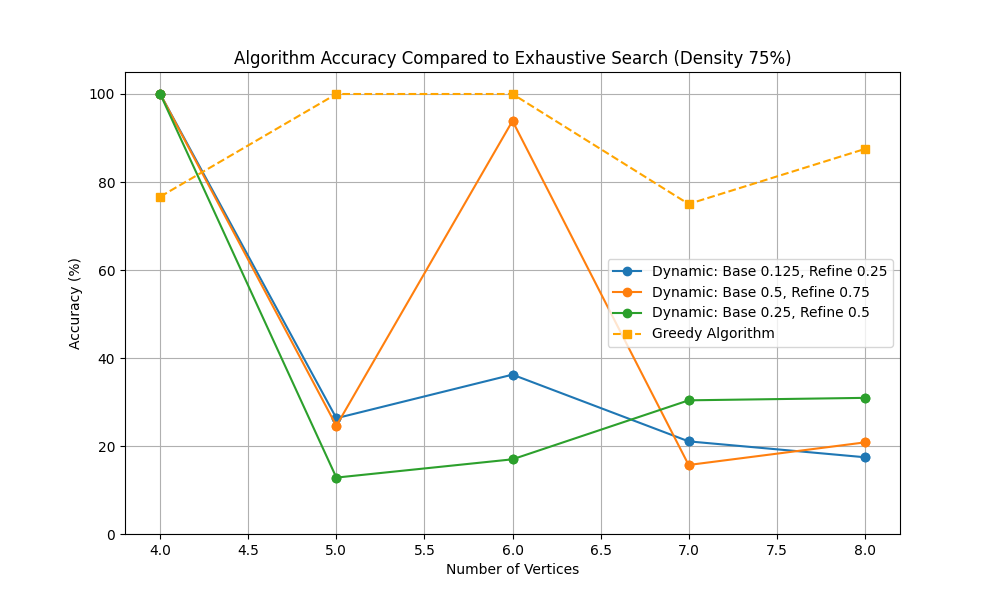 Algorithm Accuracy Compared to Exhaustive Search (Density 75%)
Accuracy (%)
100
80
60
40
20
0
Dynamic: Base 0.125, Refine 0.25
Dynamic: Base 0.5, Refine 0.75
Dynamic: Base 0.25, Refine 0.5
Greedy Algorithm
4.0 4.5 5.0 5.5 6.0 6.5 7.0 7.5 8.0
Number of Vertices